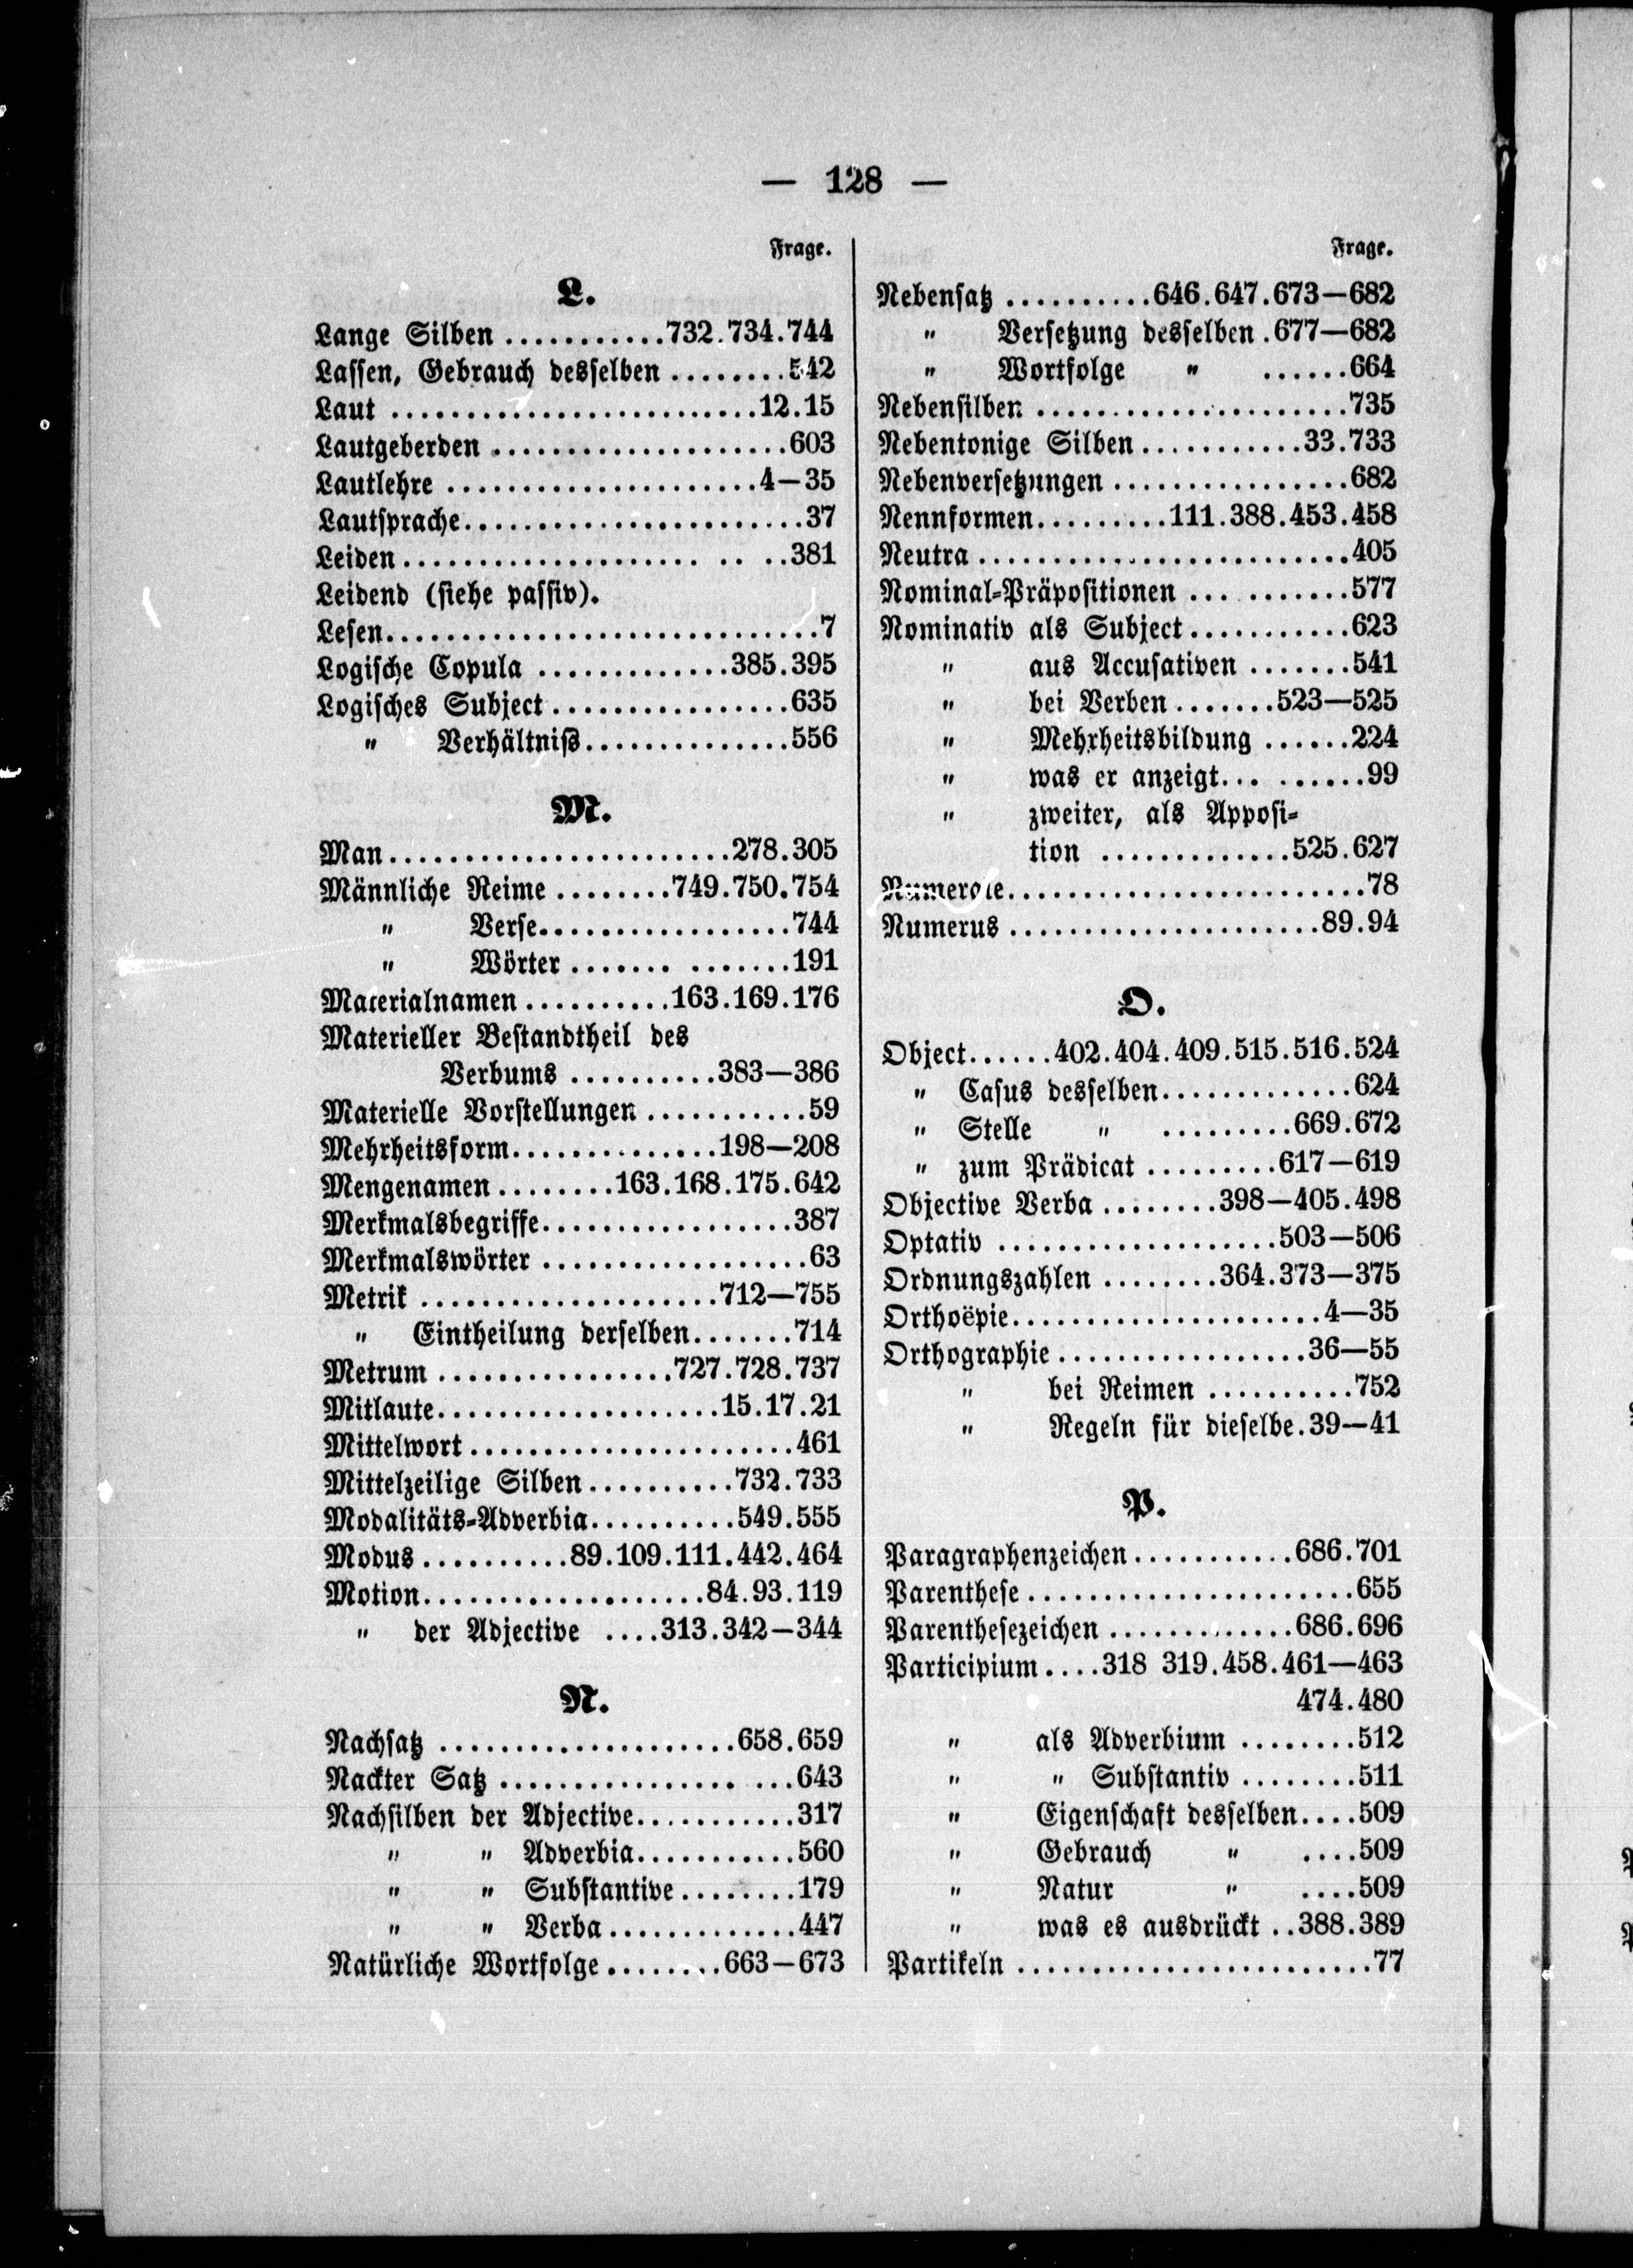 — 128 —
Frage.
L.
Lange Silben ...........732.734.744
Lassen, Gebrauch desselben ........542
Laut .........................12.15
Lautgeberden ....................603
Lautlehre .....................4—35
Lautsprache.......................37
Leiden.................... .. ..381
Leidend (siehe passiv).
Lesen.............................7
Logische Copula .............385.395
Logisches Subject................635
" Verhältniß..............556
M.
Man.......................278.305
Männliche Reime ........749.750.754
" Verse.................744
" Wörter ....... .......191
Materialnamen ..........163.169.176
Materieller Bestandtheil des
Verbums ..........383—386
Materielle Vorstellungen ...........59
Mehrheitsform..............198—208
Mengenamen ........163.168.175.642
Merkmalsbegriffe.................387
Merkmalswörter ..................63
Metrik ....................712—755
" Eintheilung derselben.......714
Metrum ................727.728.737
Mitlaute...................15.17.21
Mittelwort ......................461
Mittelzeilige Silben..........732.733
Modalitäts-Adverbia..........549.555
Modus ..........89.109.111.442.464
Motion...................84.93.119
" der Adjective ....313.342—344
N.
Nachsatz ....................658.659
Nackter Satz ................ ...643
Nachsilben der Adjective...........317
" " Adverbia...........560
" " Substantive........179
" " Verba.............447
Natürliche Wortfolge........663—673
Frage.
Nebensatz ..........646.647.673—682
" Versetzung desselben.677—682
" Wortfolge " ......664
Nebensilben .....................735
Nebentonige Silben...........33.733
Nebenversetzungen ................682
Nennformen.........111.388.453.458
Neutra .........................405
Nominal-Präpositionen ... .......577
Nominativ als Subject...........623
" aus Accusativen .......541
" bei Verben.......523—525
" Mehrheitsbildung ......224
" was er anzeigt... ......99
" zweiter, als Apposi-
tion .............525.627
Numerale........................78
Numerus .....................89.94
O.
Object......402.404.409.515.516.524
" Casus desselben.............624
" Stelle " .........669.672
" zum Prädicat .........617—619
Objective Verba ........398—405.498
Optativ ...................503—506
Ordnungszahlen ........364.373—375
Orthoëpie.....................4—35
Orthographie.................36—55
" bei Reimen ..........752
" Regeln für dieselbe.39—41
P.
Paragraphenzeichen...........686.701
Parenthese ......................655
Parenthesezeichen ............686.696
Participium....318 319.458.461—463
474.480
" als Adverbium ........512
" " Substantiv ........511
" Eigenschaft desselben....509
" Gebrauch " ....509
" Natur " ....509
" was es ausdrückt ..388.389
Partikeln ........................77